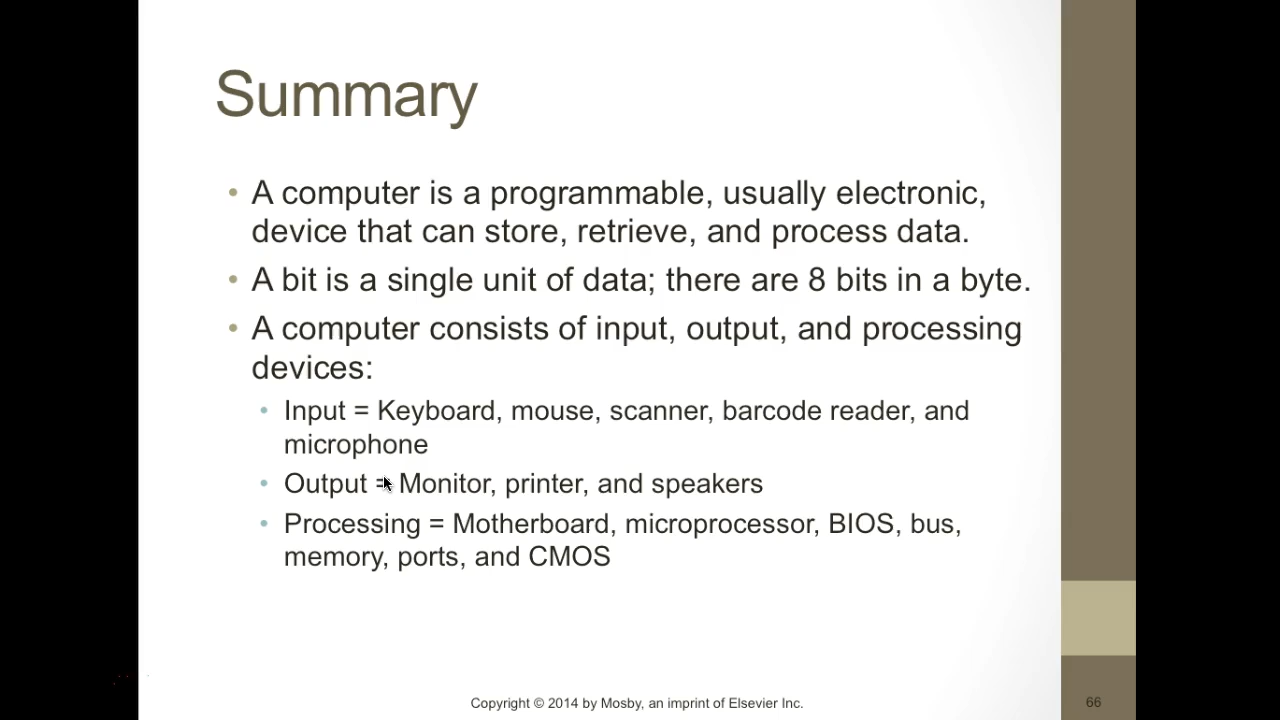 Summary
• A computer is a programmable, usually electronic,
device that can store, retrieve, and process data.
• A bit is a single unit of data; there are 8 bits in a byte.
• A computer consists of input, output, and processing
devices:
• Input = Keyboard, mouse, scanner, barcode reader, and
microphone
• Output = Monitor, printer, and speakers
• Processing = Motherboard, microprocessor, BIOS, bus,
memory, ports, and CMOS
Copyright © 2014 by Mosby, an imprint of Elsevier Inc.
66